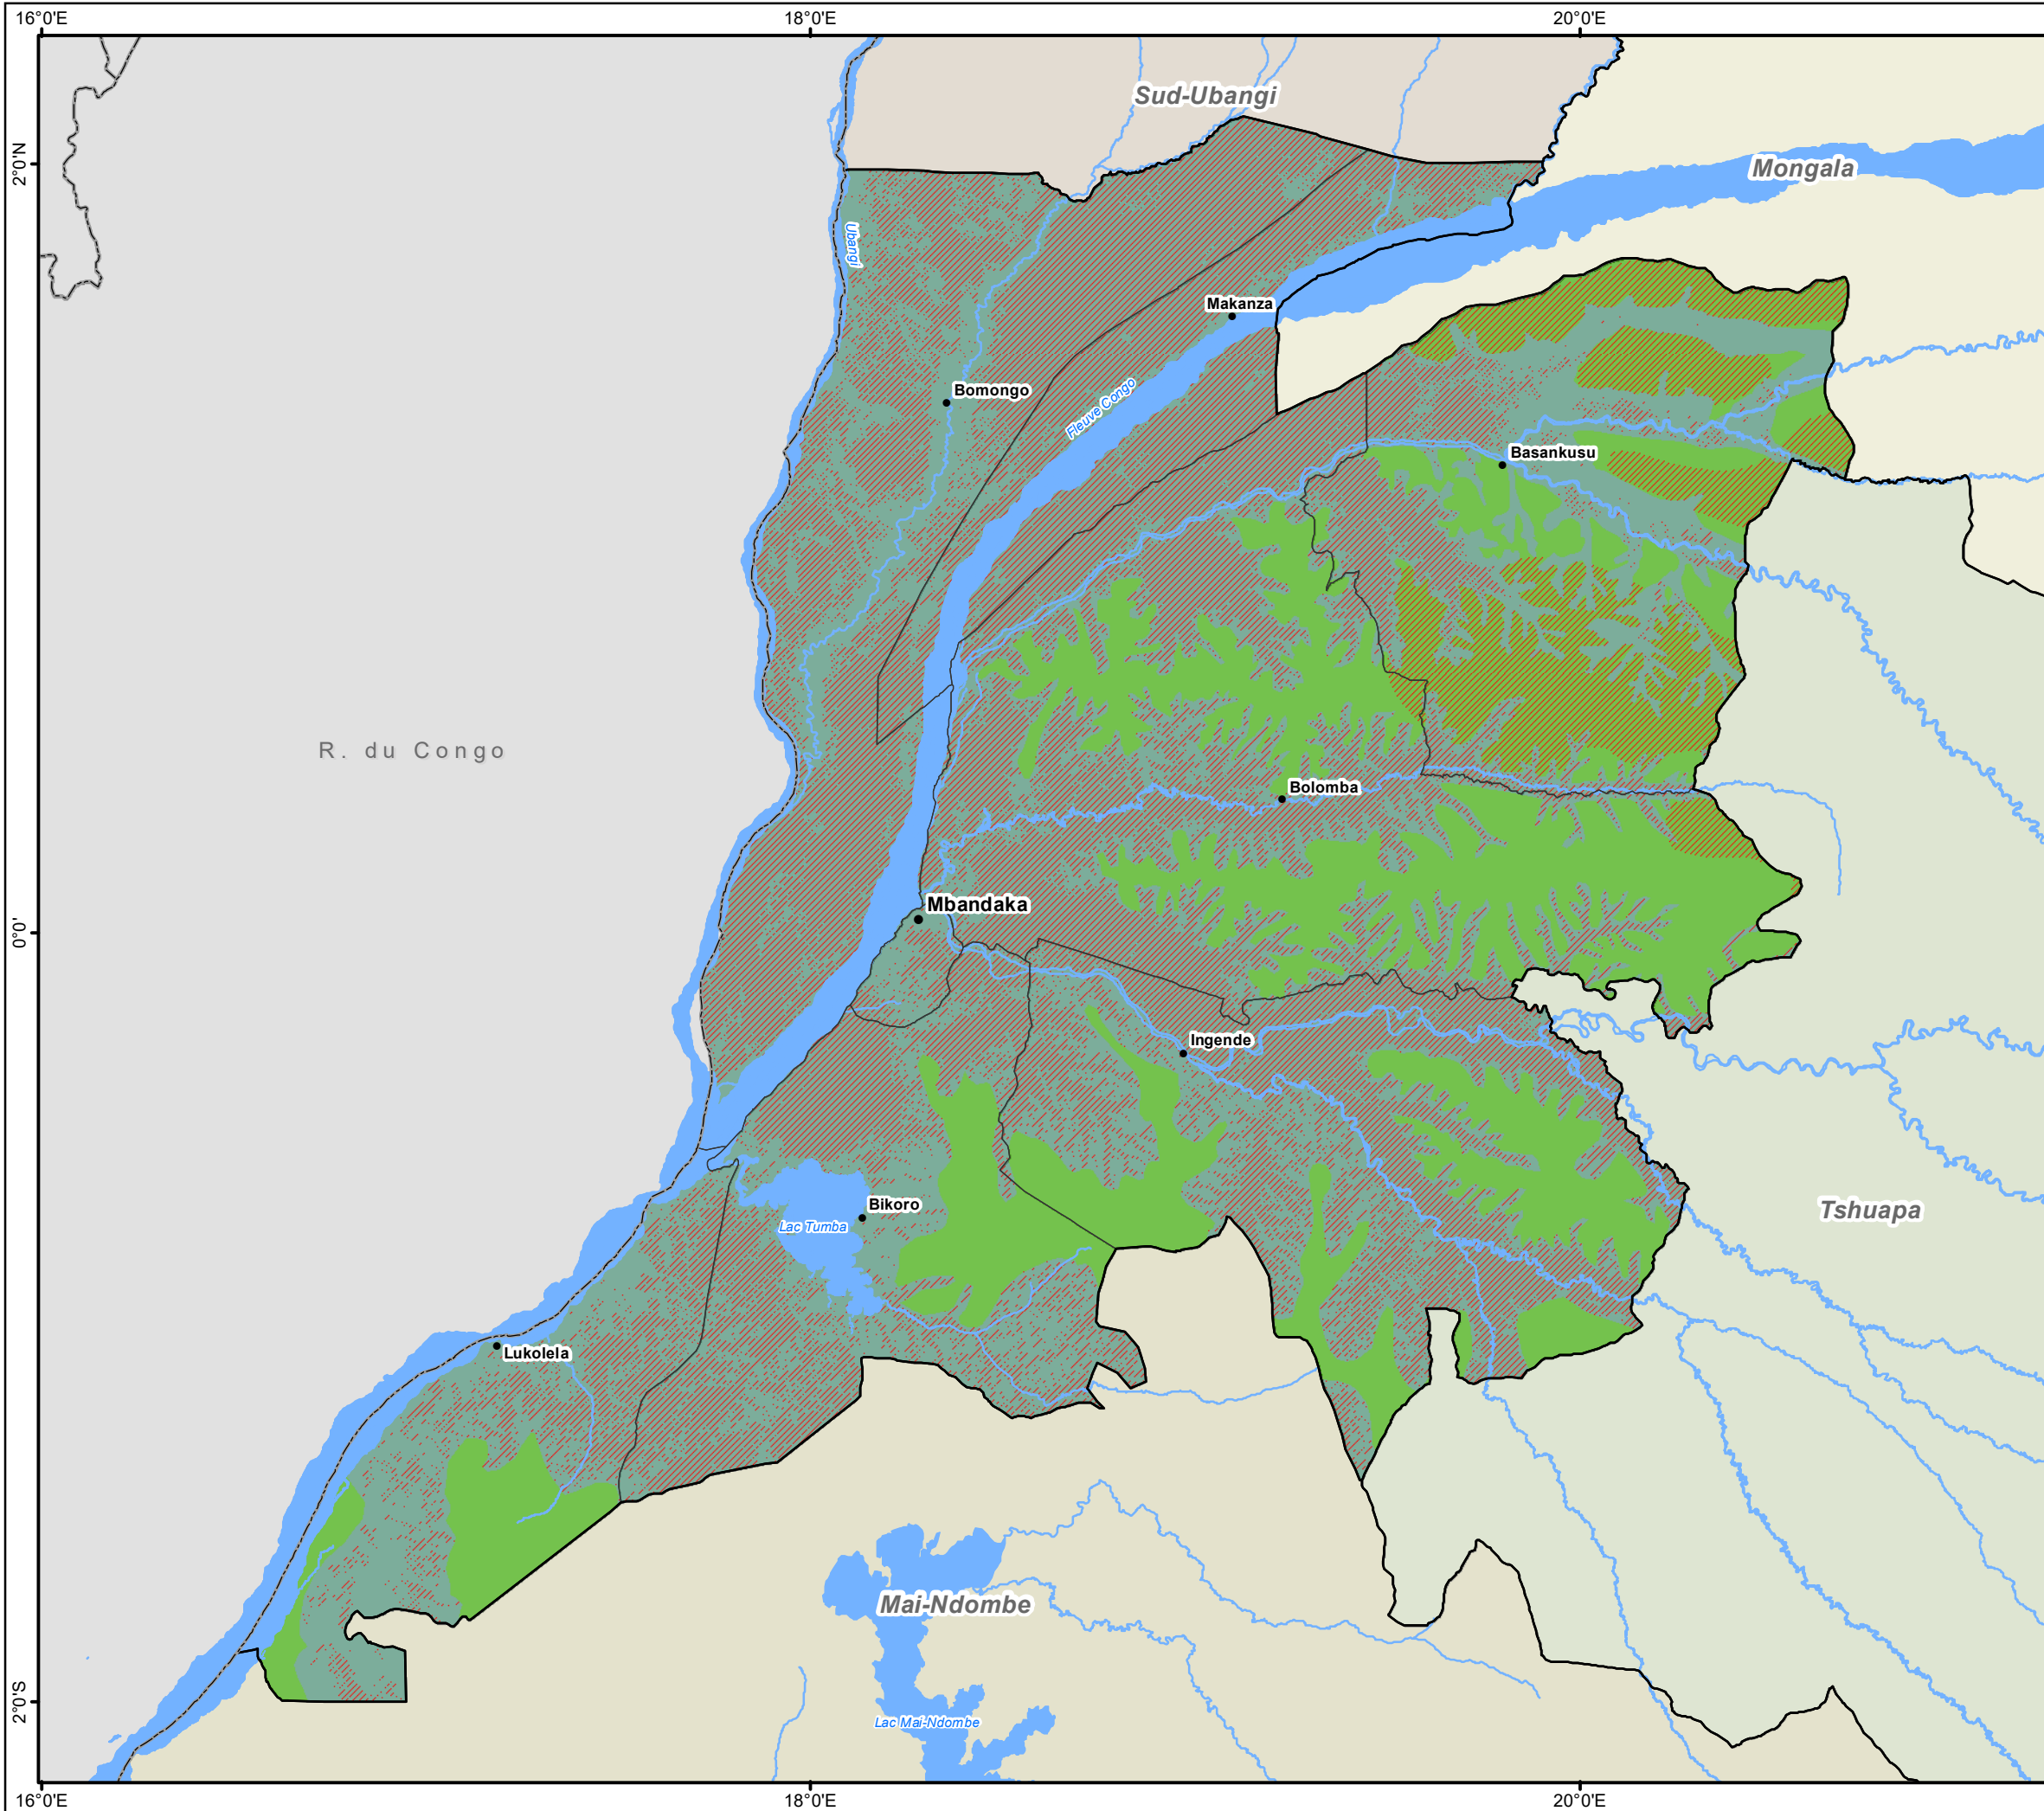 16°0'E
18°0'E
20°0'E
Sud-Ubangi
2°0'N
Mongala
Ubangi
Makanza
Bomongo
Fleuve Congo
Basankusu
R. du Congo
Bolomba
Mbandaka
0°0'
Ingende
Bikoro
Tshuapa
Lac Tumba
Lukolela
Mai-Ndombe
2°0'S
Lac Mai-Ndombe
16°0'E
18°0'E
20°0'E